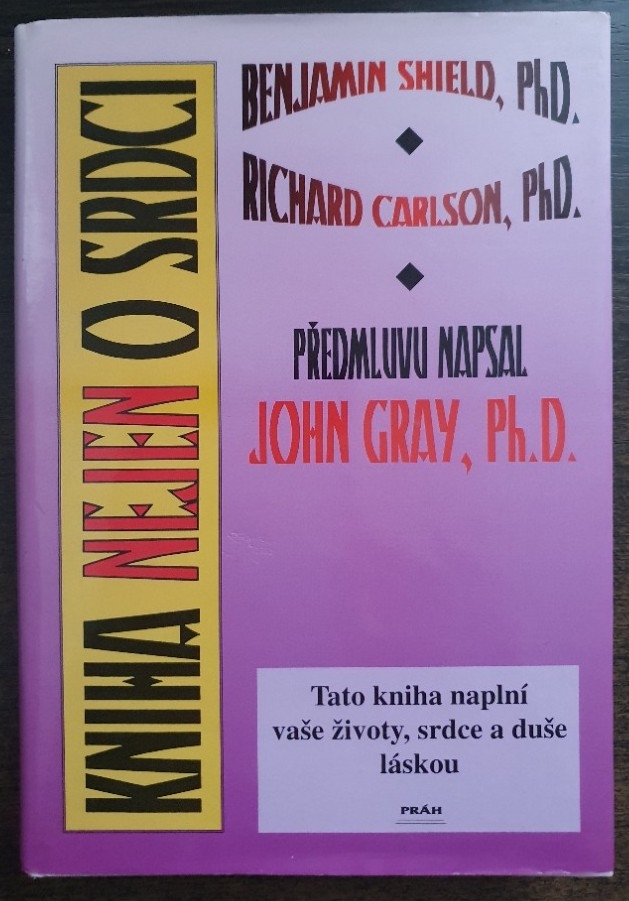 KNIHA NEJEN O SRDCI
BENJAMIN SHIELD, PhD.
RICHARD CARLSON, PhD.
PŘEDMLUVU NAPSAL
JOHN GRAY, Ph.D.
Tato kniha naplní
vaše životy, srdce a duše
láskou
PRÁH